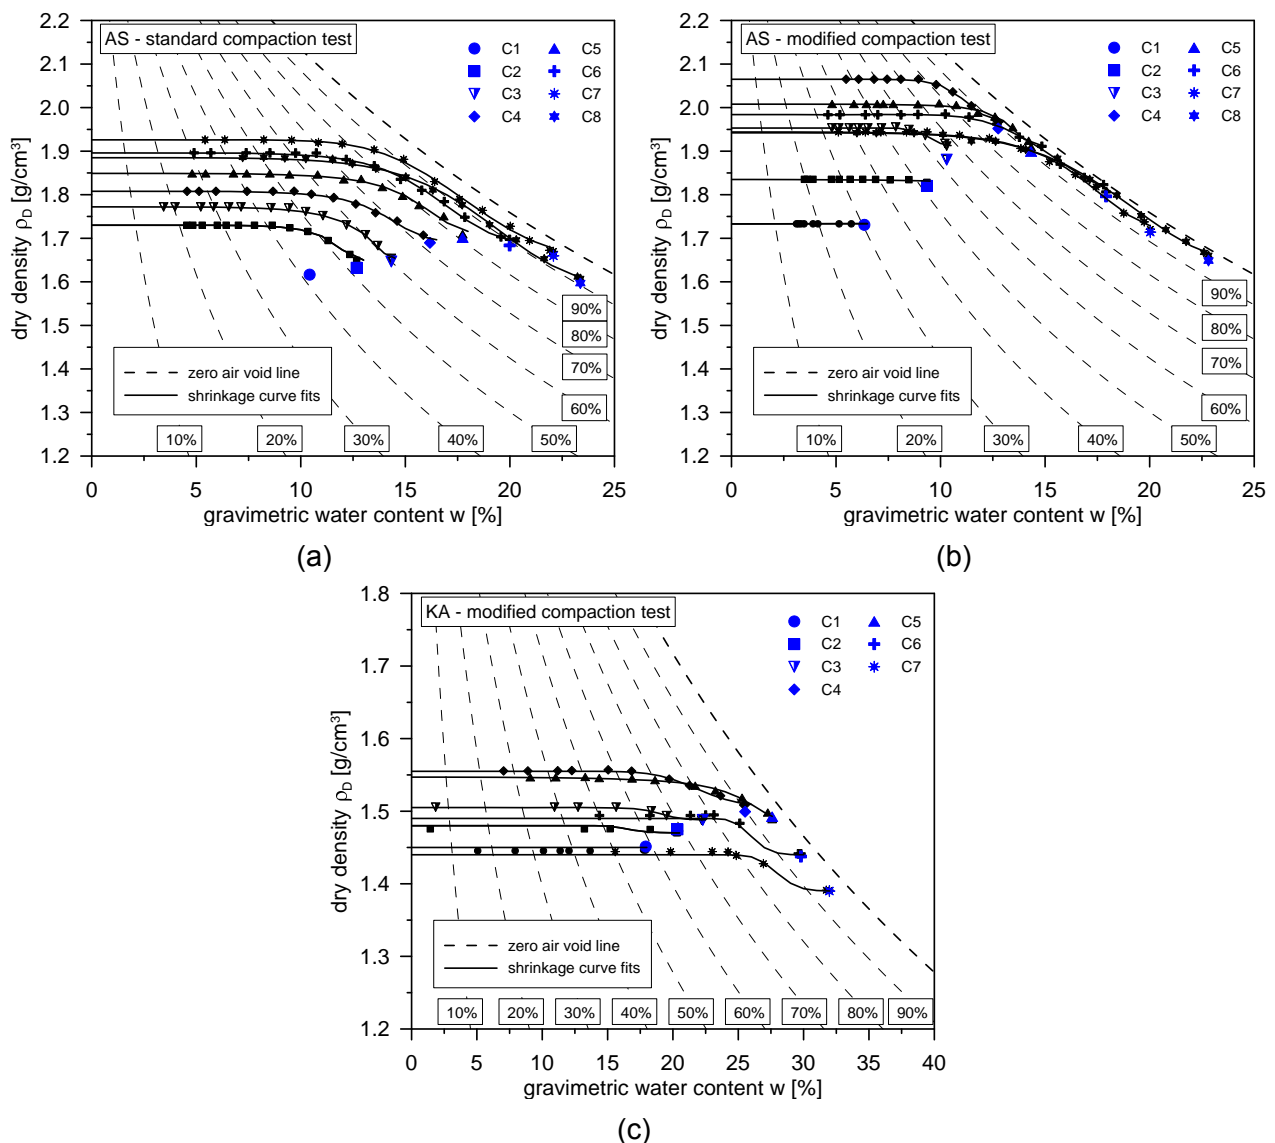 AS - standard compaction test
C1 C5
C2 C6
C3 C7
C4 C8
2.2
2.1
2.0
1.9
1.8
1.7
1.6
1.5
1.4
1.3
1.2
dry density ρD [g/cm³]
90%
80%
70%
60%
10% 20% 30% 40% 50%
zero air void line
shrinkage curve fits
0 5 10 15 20 25
gravimetric water content w [%]
(a)
AS - modified compaction test
C1 C5
C2 C6
C3 C7
C4 C8
2.2
2.1
2.0
1.9
1.8
1.7
1.6
1.5
1.4
1.3
1.2
dry density ρD [g/cm³]
90%
80%
70%
60%
10% 20% 30% 40% 50%
zero air void line
shrinkage curve fits
0 5 10 15 20 25
gravimetric water content w [%]
(b)
KA - modified compaction test
C1 C5
C2 C6
C3 C7
C4
1.8
1.7
1.6
1.5
1.4
1.3
1.2
dry density ρD [g/cm³]
zero air void line
shrinkage curve fits
10% 20% 30% 40% 50% 60% 70% 80% 90%
0 5 10 15 20 25 30 35 40
gravimetric water content w [%]
(c)